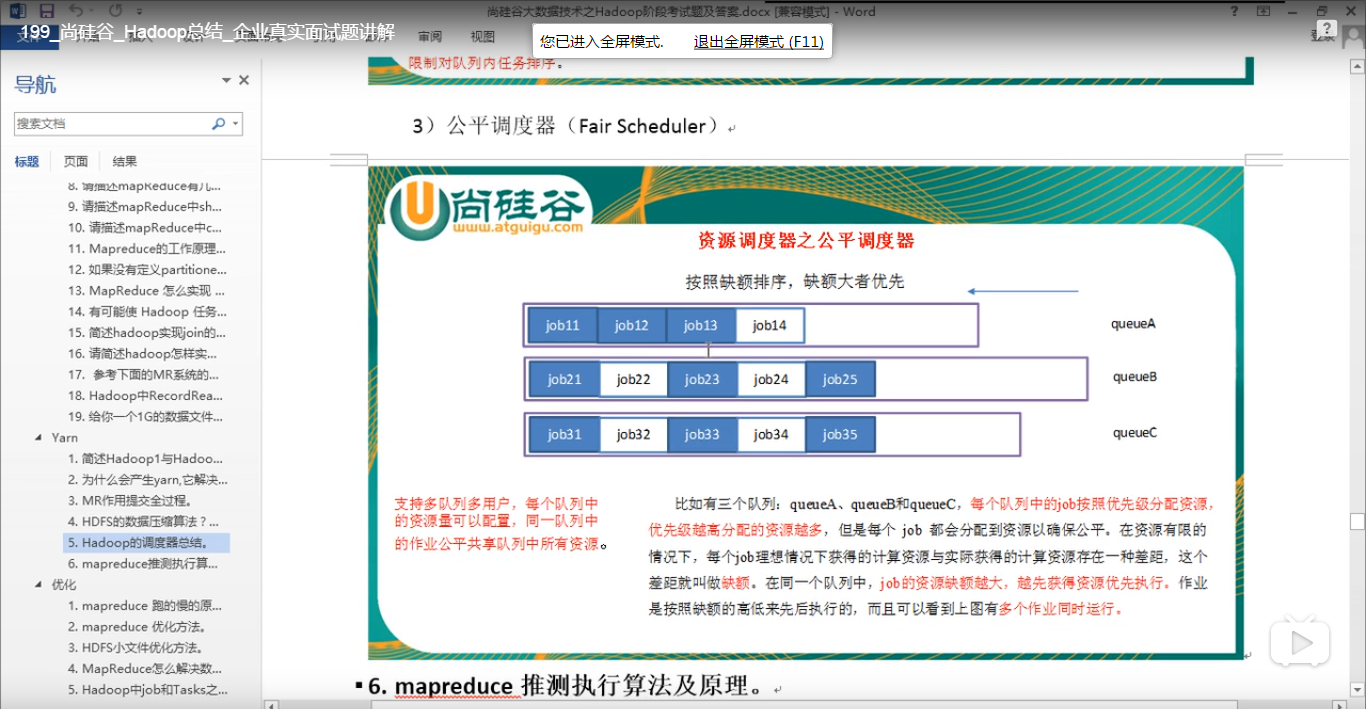 尚硅谷大数据技术之Hadoop阶段考试题及答案.docx [兼容模式] - Word
199_尚硅谷_Hadoop总结_企业真实面试题讲解
文件
审阅
视图
登录
您已进入全屏模式.
退出全屏模式 (F11)
导航
搜索文档
标题
页面
结果
8. 请描述mapReduce有几...
9. 请描述mapReduce中sh...
10. 请描述mapReduce中c...
11. Mapreduce的工作原理...
12. 如果没有定义partitione...
13. MapReduce 怎么实现 ...
14. 有可能使 Hadoop 任务...
15. 简述hadoop实现join的...
16. 请简述hadoop怎样实...
17. 参考下面的MR系统的...
18. Hadoop中RecordRea...
19. 给你一个1G的数据文件...
Yarn
1. 简述Hadoop1与Hadoo...
2. 为什么会产生yarn,它解决...
3. MR作用提交全过程。
4. HDFS的数据压缩算法？...
5. Hadoop的调度器总结。
6. mapreduce推测执行算...
优化
1. mapreduce 跑的慢的原...
2. mapreduce 优化方法。
3. HDFS小文件优化方法。
4. MapReduce怎么解决数...
5. Hadoop中job和Tasks之...
限制对队列内任务排序。
3）公平调度器（Fair Scheduler）
尚硅谷
www.atguigu.com
资源调度器之公平调度器
按照缺额排序，缺额大者优先
job11 job12 job13 job14 queueA
job21 job22 job23 job24 job25 queueB
job31 job32 job33 job34 job35 queueC
支持多队列多用户，每个队列中
的资源量可以配置，同一队列中
的作业公平共享队列中所有资源。
比如有三个队列：queueA、queueB和queueC，每个队列中的job按照优先级分配资源，
优先级越高分配的资源越多，但是每个 job 都会分配到资源以确保公平。在资源有限的
情况下，每个job理想情况下获得的计算资源与实际获得的计算资源存在一种差距，这个
差距就叫做缺额。在同一个队列中，job的资源缺额越大，越先获得资源优先执行。作业
是按照缺额的高低来先后执行的，而且可以看到上图有多个作业同时运行。
6. mapreduce 推测执行算法及原理。